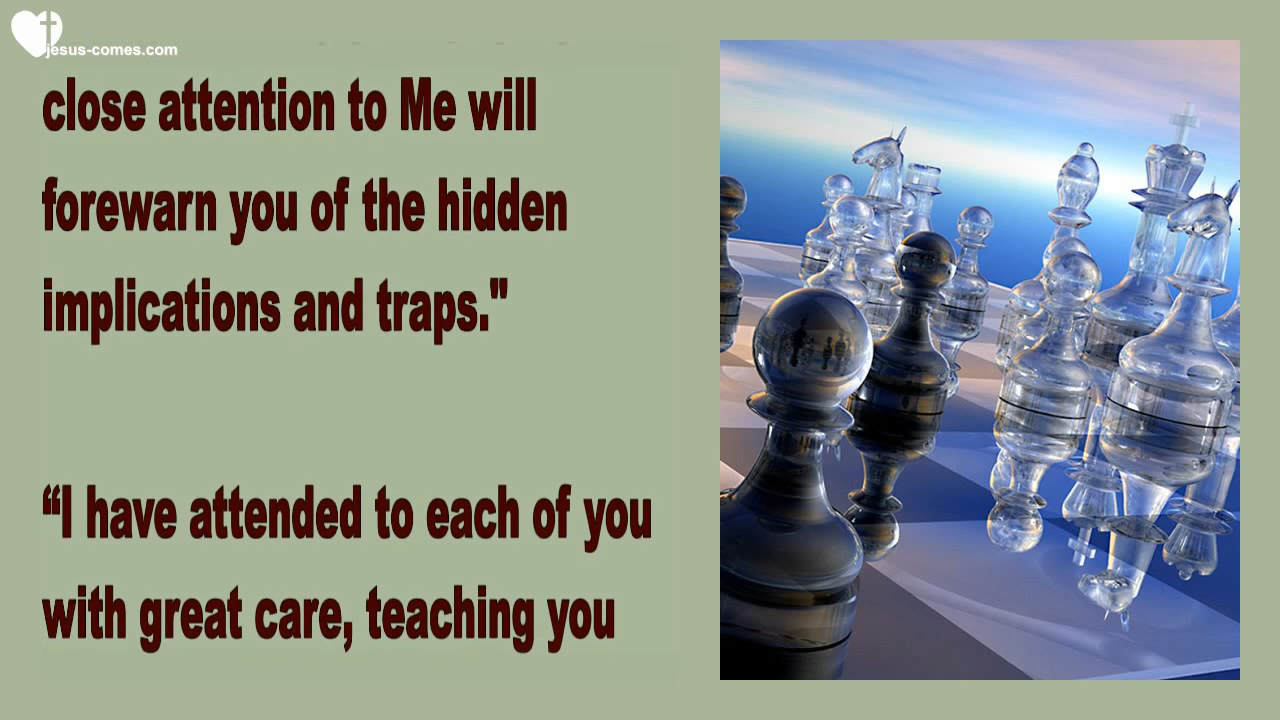 jesus-comes.com
close attention to Me will
forewarn you of the hidden
implications and traps."
“I have attended to each of you
with great care, teaching you